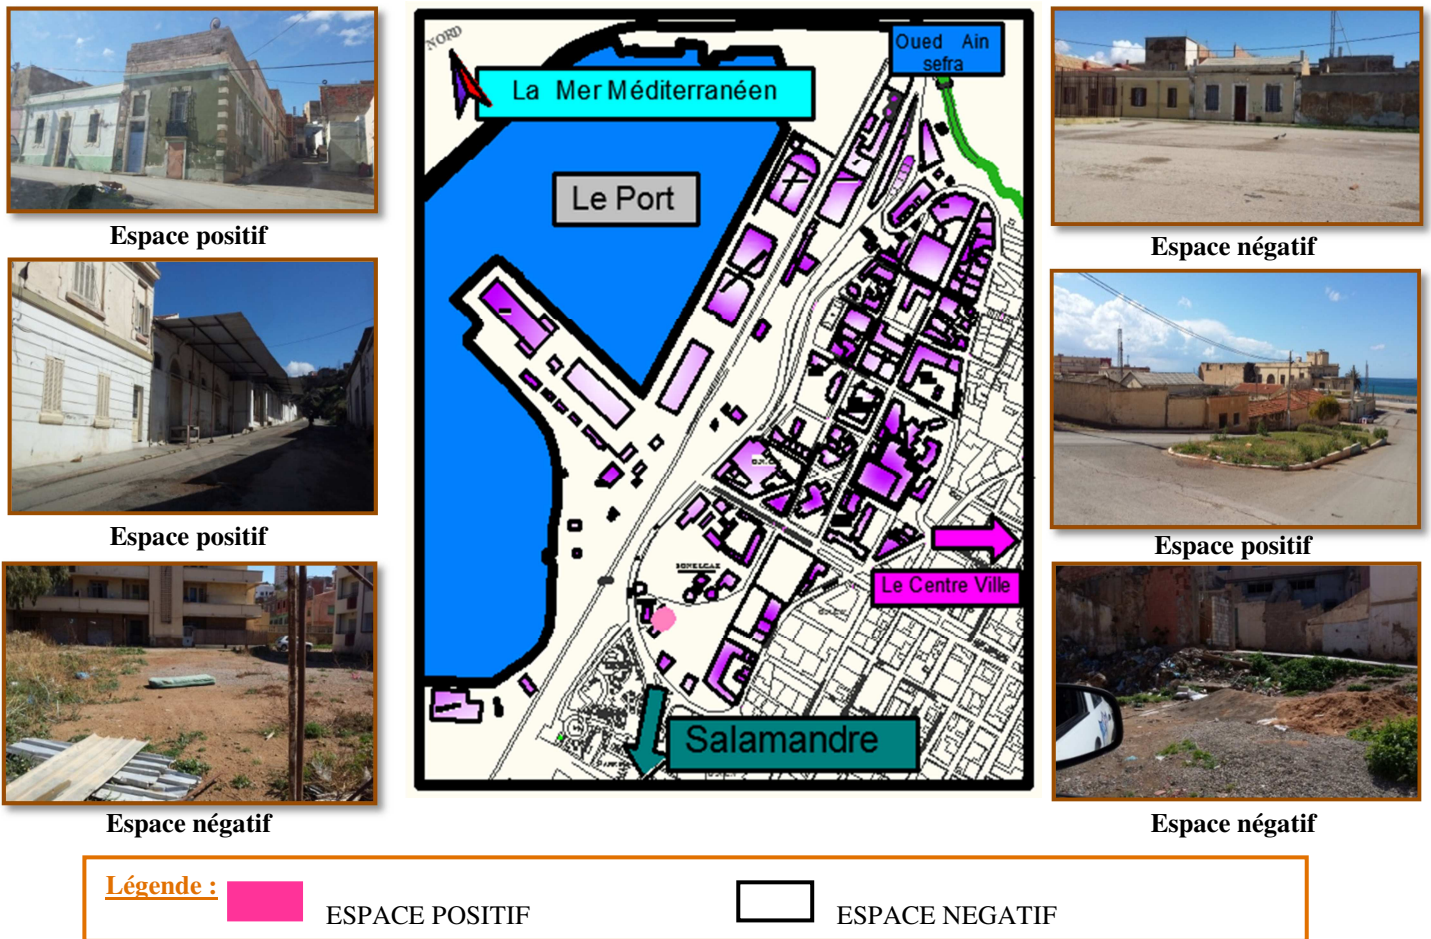 Espace positif
Espace positif
Espace négatif
NORD
Oued Ain
sefra
La Mer Méditerranéen
Le Port
Le Centre Ville
Salamandre
Espace négatif
Espace positif
Espace négatif
Légende :
ESPACE POSITIF
ESPACE NEGATIF